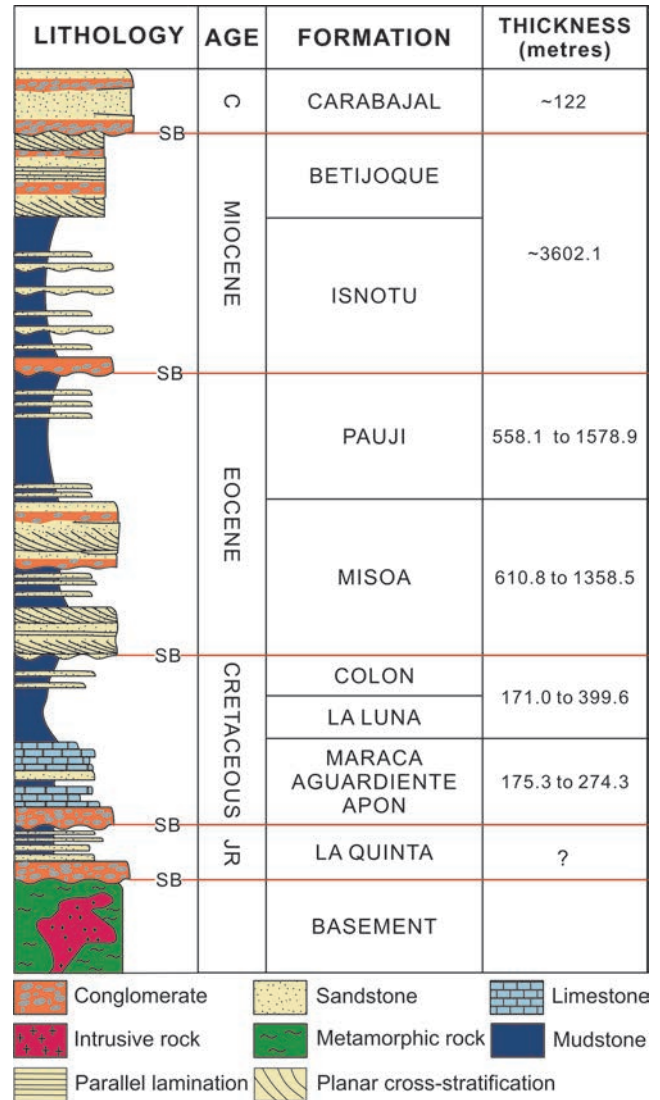 LITHOLOGY AGE FORMATION THICKNESS (metres)
C CARABAJAL ~122
SB
MIOCENE
BETIJOQUE
~3602.1
ISNOTU
SB
EOCENE
PAUJI 558.1 to 1578.9
MISOA 610.8 to 1358.5
SB
CRETACEOUS
COLON
171.0 to 399.6
LA LUNA
MARACA
AGUARDIENTE 175.3 to 274.3
APON
SB
JR LA QUINTA ?
SB
BASEMENT
Conglomerate Sandstone Limestone
Intrusive rock Metamorphic rock Mudstone
Parallel lamination Planar cross-stratification